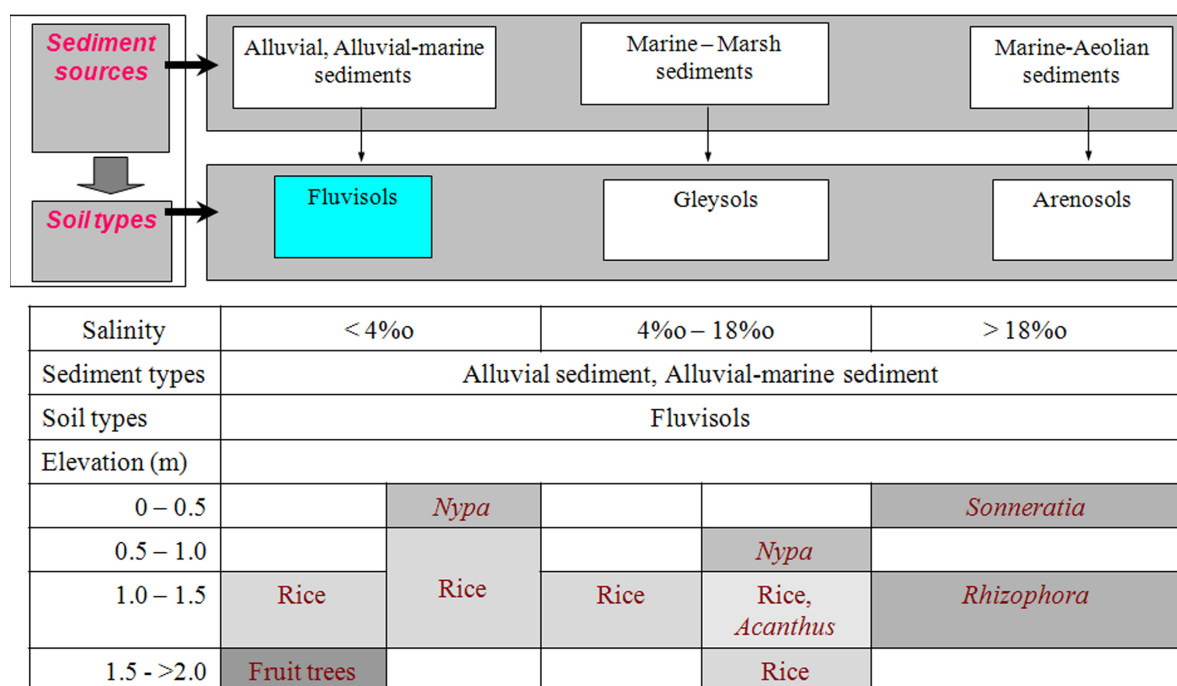 Sediment
sources
Alluvial, Alluvial-marine
sediments
Marine – Marsh
sediments
Marine-Aeolian
sediments
Soil types
Fluvisols
Gleysols
Arenosols
Salinity < 4%o 4%o – 18%o > 18%o
Sediment types Alluvial sediment, Alluvial-marine sediment
Soil types Fluvisols
Elevation (m)
0 – 0.5 Nypa Sonneratia
0.5 – 1.0 Nypa
1.0 – 1.5 Rice Rice Rice Rice, Rhizophora
Acanthus
1.5 - >2.0 Fruit trees Rice